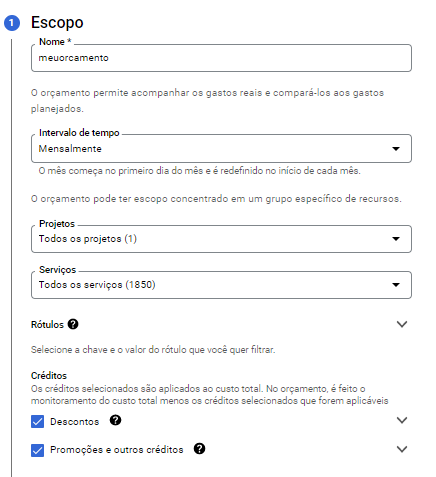 1 Escopo
Nome *
meuorcamento
O orçamento permite acompanhar os gastos reais e compará-los aos gastos
planejados.
Intervalo de tempo
Mensalmente
O mês começa no primeiro dia do mês e é redefinido no início de cada mês.
O orçamento pode ter escopo concentrado em um grupo específico de recursos.
Projetos
Todos os projetos (1)
Serviços
Todos os serviços (1850)
Rótulos ?
Selecione a chave e o valor do rótulo que você quer filtrar.
Créditos
Os créditos selecionados são aplicados ao custo total. No orçamento, é feito o
monitoramento do custo total menos os créditos selecionados que forem aplicáveis
Descontos ?
Promoções e outros créditos ?